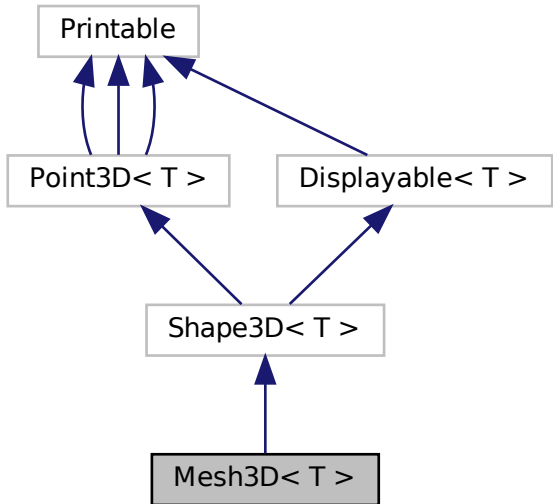 Printable
Point3D< T >
Displayable< T >
Shape3D< T >
Mesh3D< T >